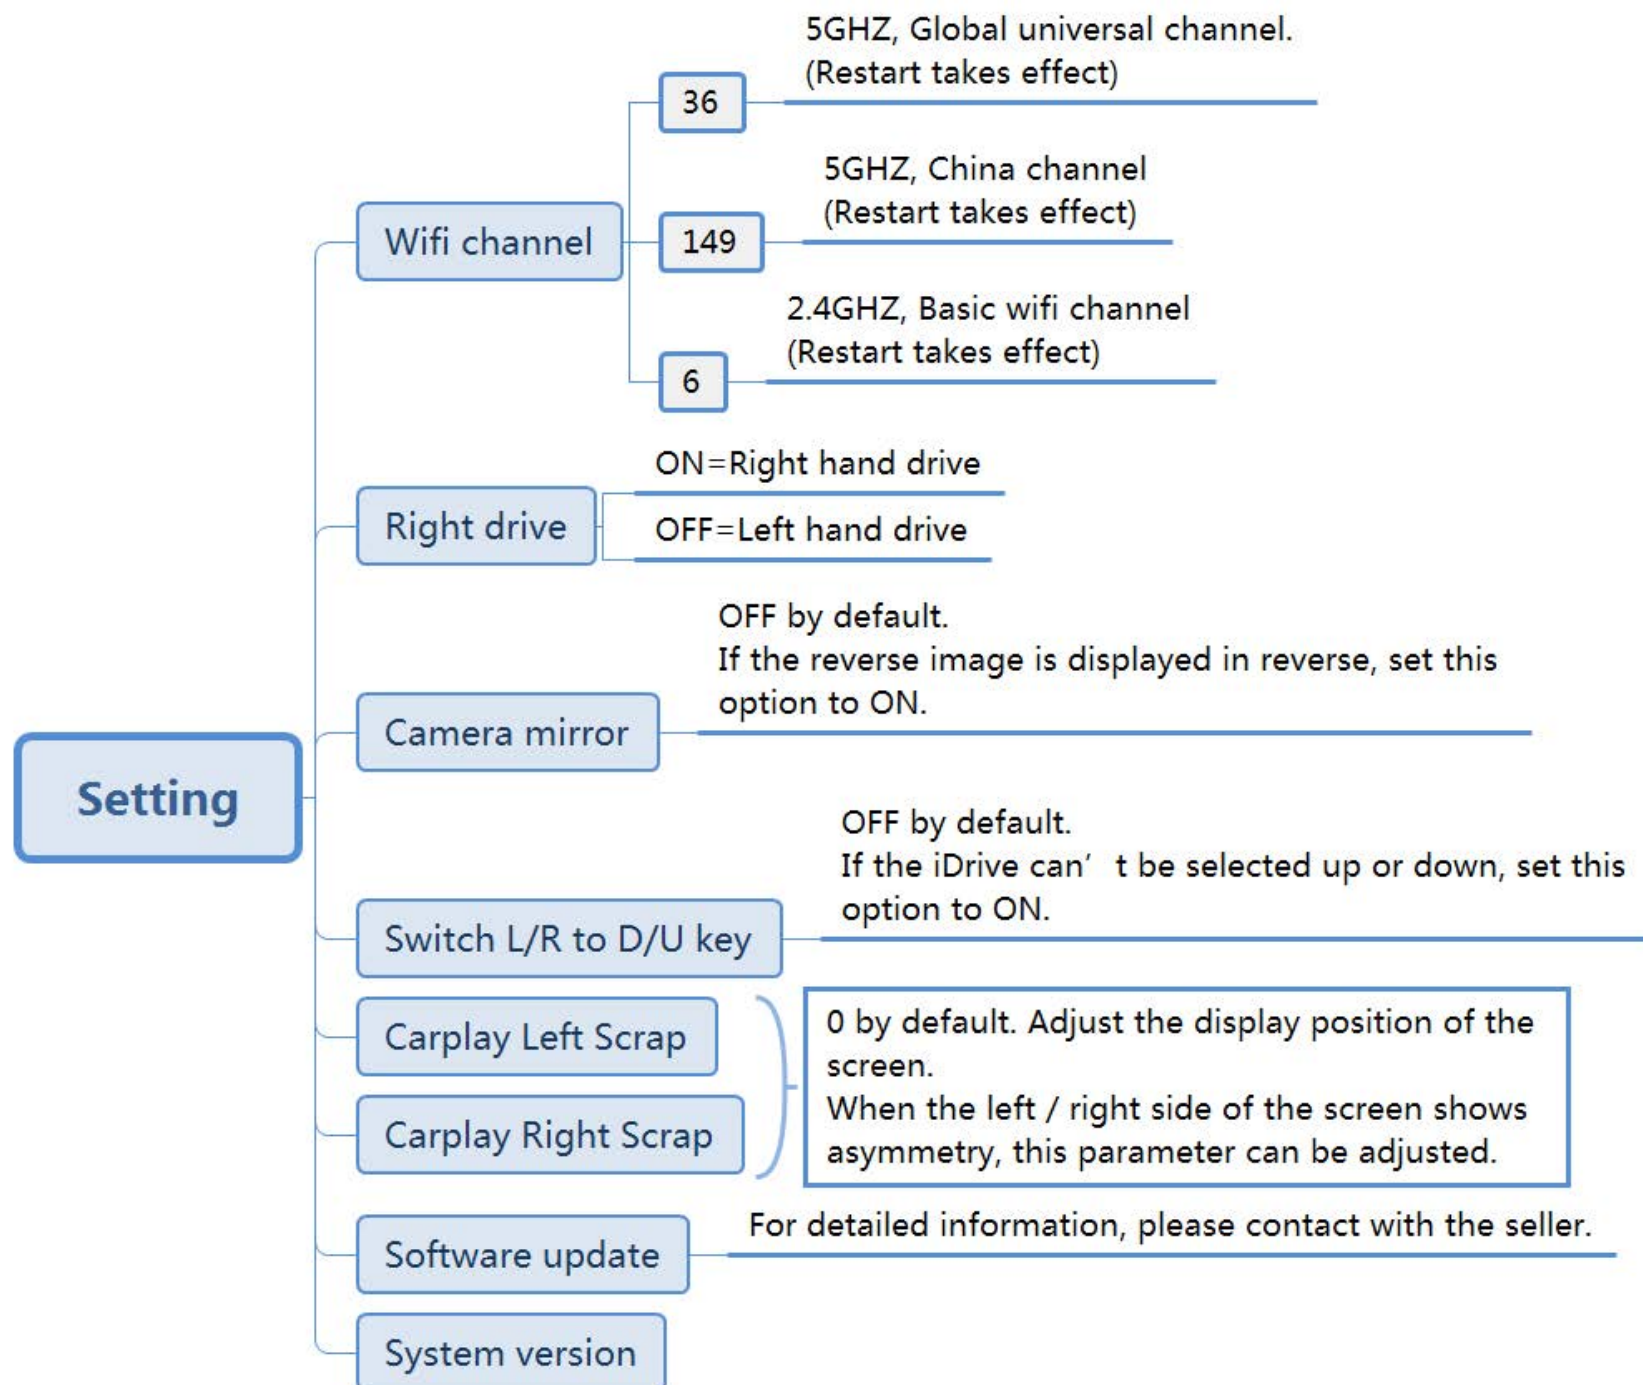 Setting
Wifi channel
36
5GHZ, Global universal channel.
(Restart takes effect)
149
5GHZ, China channel
(Restart takes effect)
6
2.4GHZ, Basic wifi channel
(Restart takes effect)
Right drive
ON=Right hand drive
OFF=Left hand drive
Camera mirror
OFF by default.
If the reverse image is displayed in reverse, set this
option to ON.
Switch L/R to D/U key
OFF by default.
If the iDrive can’t be selected up or down, set this
option to ON.
Carplay Left Scrap
Carplay Right Scrap
0 by default. Adjust the display position of the
screen.
When the left / right side of the screen shows
asymmetry, this parameter can be adjusted.
Software update
For detailed information, please contact with the seller.
System version